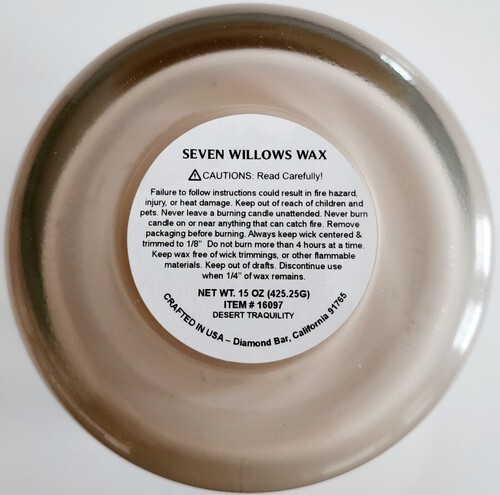 SEVEN WILLOWS WAX
⚠CAUTIONS: Read Carefully!
Failure to follow instructions could result in fire hazard,
injury, or heat damage. Keep out of reach of children and
pets. Never leave a burning candle unattended. Never burn
candle on or near anything that can catch fire. Remove
packaging before burning. Always keep wick centered &
trimmed to 1/8" Do not burn more than 4 hours at a time.
Keep wax free of wick trimmings, or other flammable
materials. Keep out of drafts. Discontinue use
when 1/4" of wax remains.
NET WT. 15 OZ (425.25G)
ITEM # 16097
DESERT TRAQUILITY
CRAFTED IN USA – Diamond Bar, California 91765